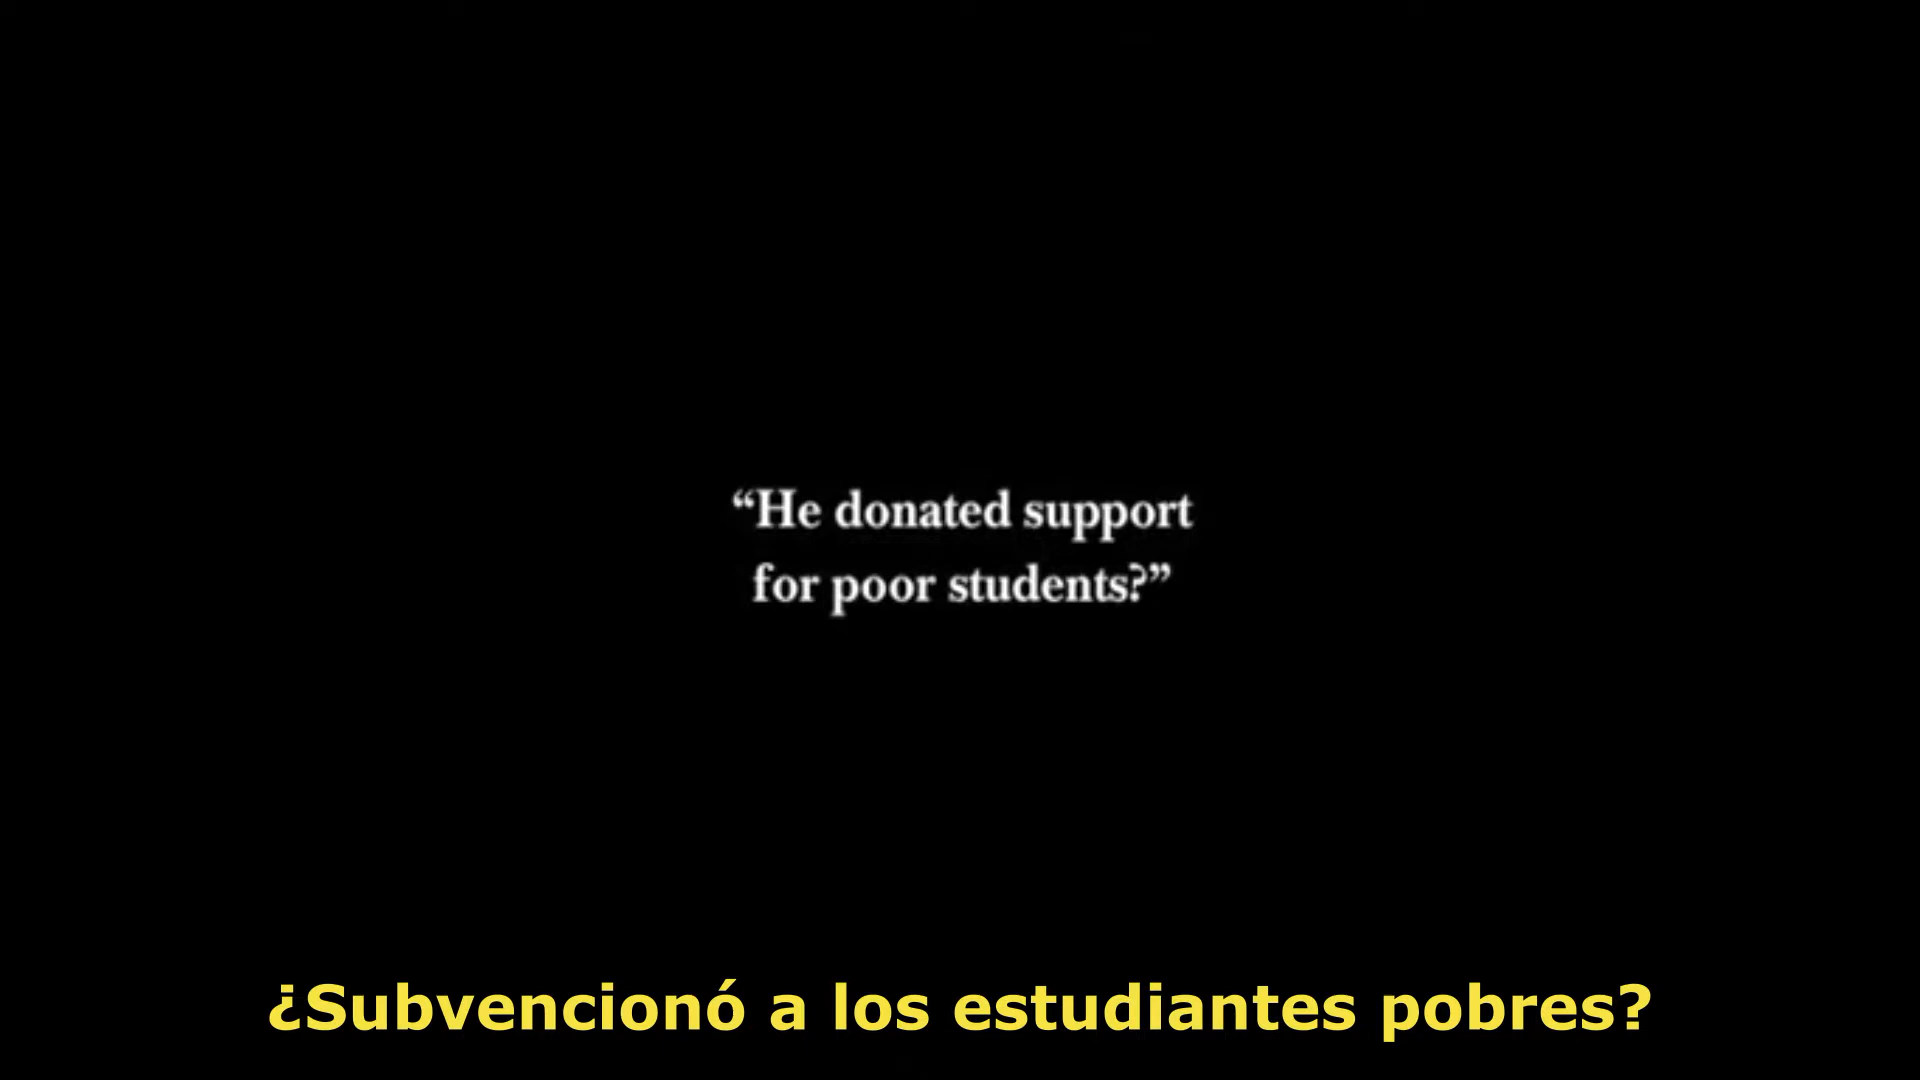 “He donated support
for poor students?”
¿Subvencionó a los estudiantes pobres?